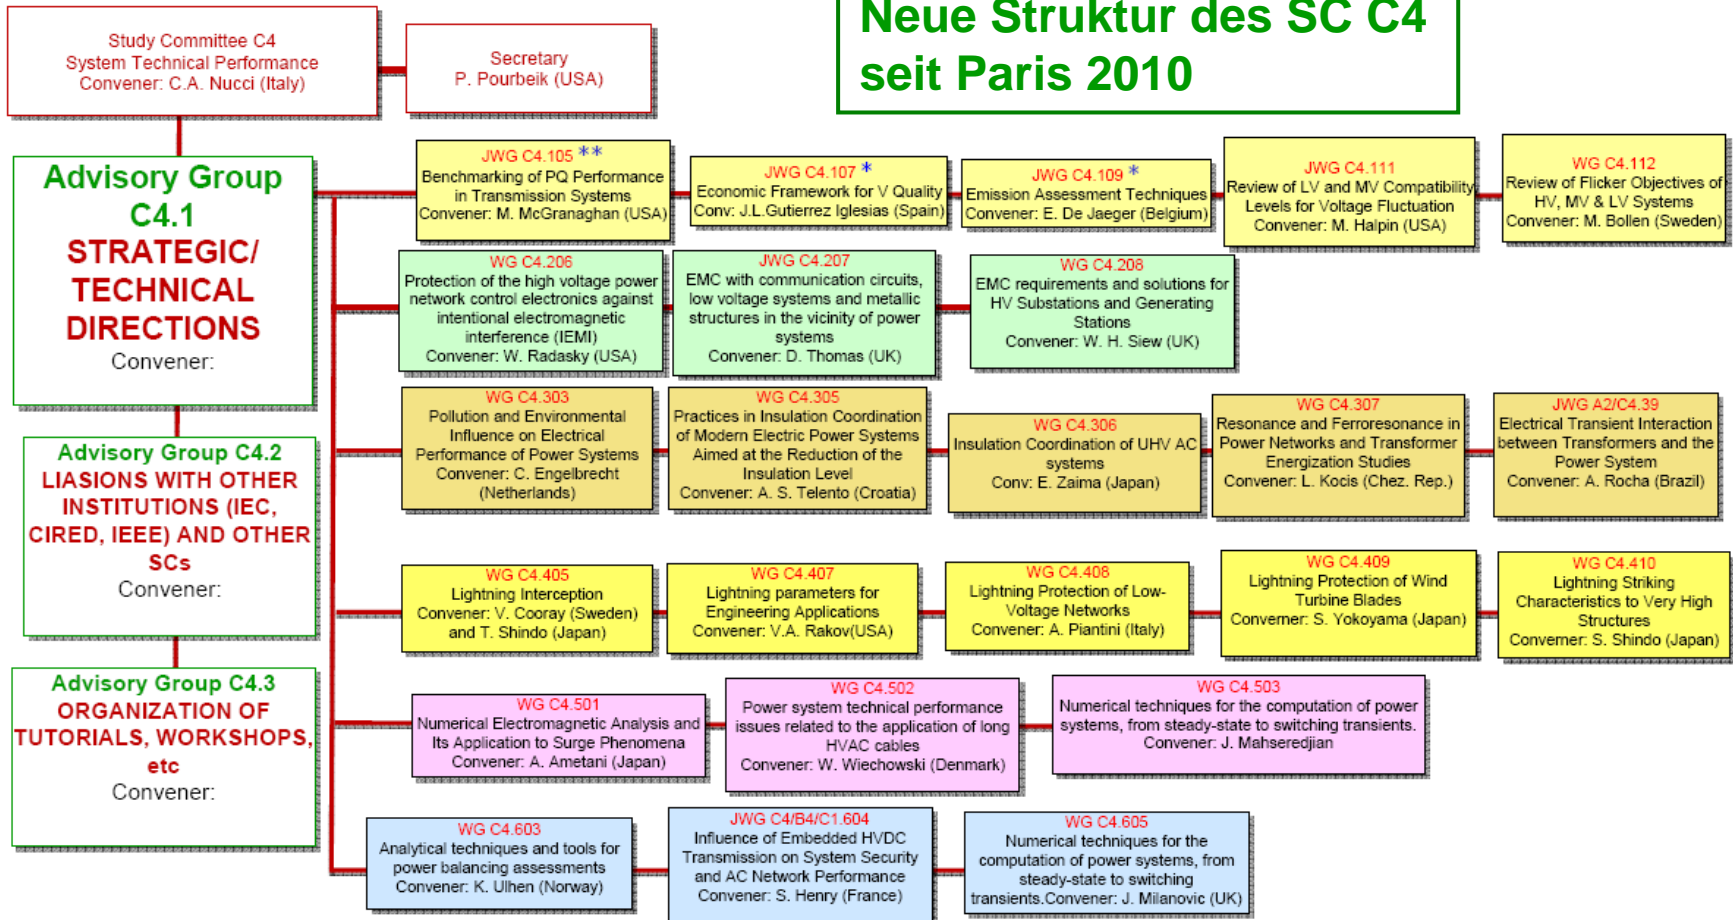 Neue Struktur des SC C4
seit Paris 2010
Study Committee C4
System Technical Performance
Convener: C.A. Nucci (Italy)
Secretary
P. Pourbeik (USA)
Advisory Group
C4.1
STRATEGIC/
TECHNICAL
DIRECTIONS
Convener:
Advisory Group C4.2
LIASIONS WITH OTHER
INSTITUTIONS (IEC,
CIRED, IEEE) AND OTHER
SCs
Convener:
Advisory Group C4.3
ORGANIZATION OF
TUTORIALS, WORKSHOPS,
etc
Convener:
JWG C4.105 **
Benchmarking of PQ Performance
in Transmission Systems
Convener: M. McGranaghan (USA)
JWG C4.107 *
Economic Framework for V Quality
Conv: J.L.Gutierrez Iglesias (Spain)
JWG C4.109 *
Emission Assessment Techniques
Convener: E. De Jaeger (Belgium)
JWG C4.111
Review of LV and MV Compatibility
Levels for Voltage Fluctuation
Convener: M. Halpin (USA)
WG C4.112
Review of Flicker Objectives of
HV, MV & LV Systems
Convener: M. Bollen (Sweden)
WG C4.206
Protection of the high voltage power
network control electronics against
intentional electromagnetic
interference (IEMI)
Convener: W. Radasky (USA)
JWG C4.207
EMC with communication circuits,
low voltage systems and metallic
structures in the vicinity of power
systems
Convener: D. Thomas (UK)
WG C4.208
EMC requirements and solutions for
HV Substations and Generating
Stations
Convener: W. H. Siew (UK)
WG C4.303
Pollution and Environmental
Influence on Electrical
Performance of Power Systems
Convener: C. Engelbrecht
(Netherlands)
WG C4.305
Practices in Insulation Coordination
of Modern Electric Power Systems
Aimed at the Reduction of the
Insulation Level
Convener: A. S. Telento (Croatia)
WG C4.306
Insulation Coordination of UHV AC
systems
Conv: E. Zaima (Japan)
WG C4.307
Resonance and Ferroresonance in
Power Networks and Transformer
Energization Studies
Convener: L. Kocis (Chez. Rep.)
JWG A2/C4.39
Electrical Transient Interaction
between Transformers and the
Power System
Convener: A. Rocha (Brazil)
WG C4.405
Lightning Interception
Convener: V. Cooray (Sweden)
and T. Shindo (Japan)
WG C4.407
Lightning parameters for
Engineering Applications
Convener: V.A. Rakov(USA)
WG C4.408
Lightning Protection of Low-
Voltage Networks
Convener: A. Piantini (Italy)
WG C4.409
Lightning Protection of Wind
Turbine Blades
Converner: S. Yokoyama (Japan)
WG C4.410
Lightning Striking
Characteristics to Very High
Structures
Converner: S. Shindo (Japan)
WG C4.501
Numerical Electromagnetic Analysis and
Its Application to Surge Phenomena
Convener: A. Ametani (Japan)
WG C4.502
Power system technical performance
issues related to the application of long
HVAC cables
Convener: W. Wiechowski (Denmark)
WG C4.503
Numerical techniques for the computation of power
systems, from steady-state to switching transients.
Convener: J. Mahseredjian
WG C4.603
Analytical techniques and tools for
power balancing assessments
Convener: K. Ulhen (Norway)
JWG C4/B4/C1.604
Influence of Embedded HVDC
Transmission on System Security
and AC Network Performance
Convener: S. Henry (France)
WG C4.605
Numerical techniques for the
computation of power systems, from
steady-state to switching
transients.Convener: J. Milanovic (UK)